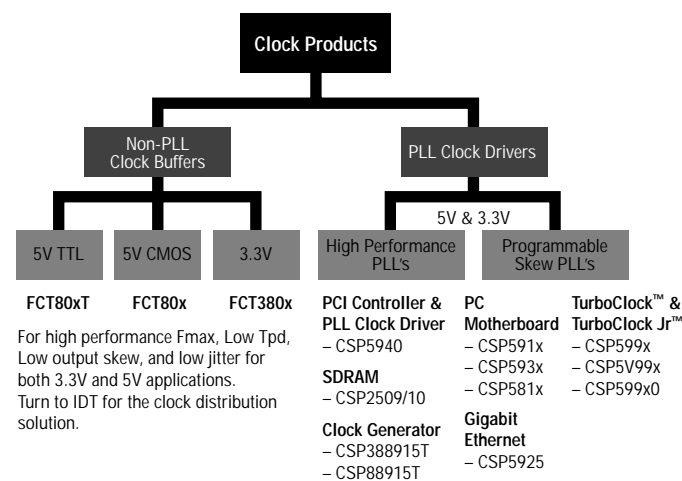 Clock Products
Non-PLL
Clock Buffers
PLL Clock Drivers
5V & 3.3V
5V TTL
5V CMOS
3.3V
High Performance
PLL's
Programmable
Skew PLL's
FCT80xT
FCT80x
FCT380x
For high performance Fmax, Low Tpd,
Low output skew, and low jitter for
both 3.3V and 5V applications.
Turn to IDT for the clock distribution
solution.
PCI Controller &
PLL Clock Driver
– CSP5940
SDRAM
– CSP2509/10
Clock Generator
– CSP388915T
– CSP88915T
PC
Motherboard
– CSP591x
– CSP593x
– CSP581x
Gigabit
Ethernet
– CSP5925
TurboClock™ &
TurboClock Jr™
– CSP599x
– CSP5V99x
– CSP599x0